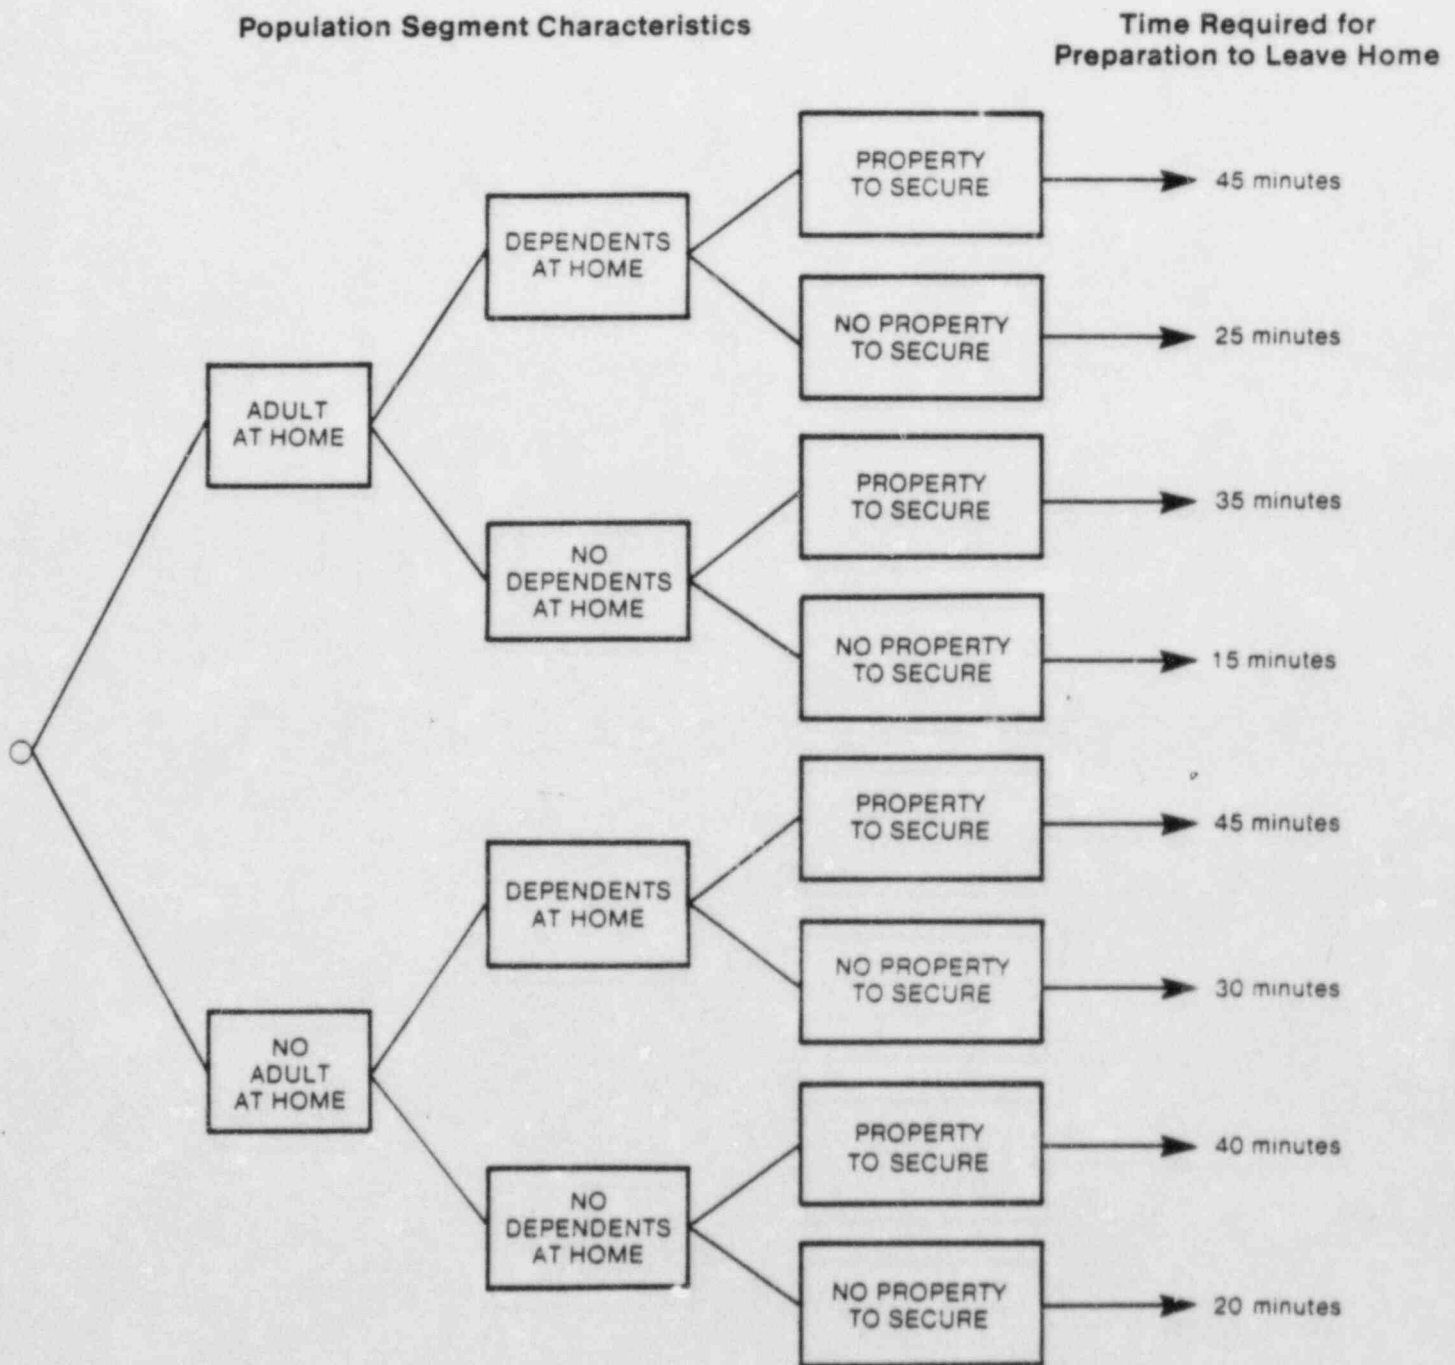 Population Segment Characteristics
Time Required for
Preparation to Leave Home
PROPERTY
TO SECURE
45 minutes
DEPENDENTS
AT HOME
NO PROPERTY
TO SECURE
25 minutes
ADULT
AT HOME
PROPERTY
TO SECURE
35 minutes
NO
DEPENDENTS
AT HOME
NO PROPERTY
TO SECURE
15 minutes
PROPERTY
TO SECURE
45 minutes
DEPENDENTS
AT HOME
NO PROPERTY
TO SECURE
30 minutes
NO
ADULT
AT HOME
PROPERTY
TO SECURE
40 minutes
NO
DEPENDENTS
AT HOME
NO PROPERTY
TO SECURE
20 minutes